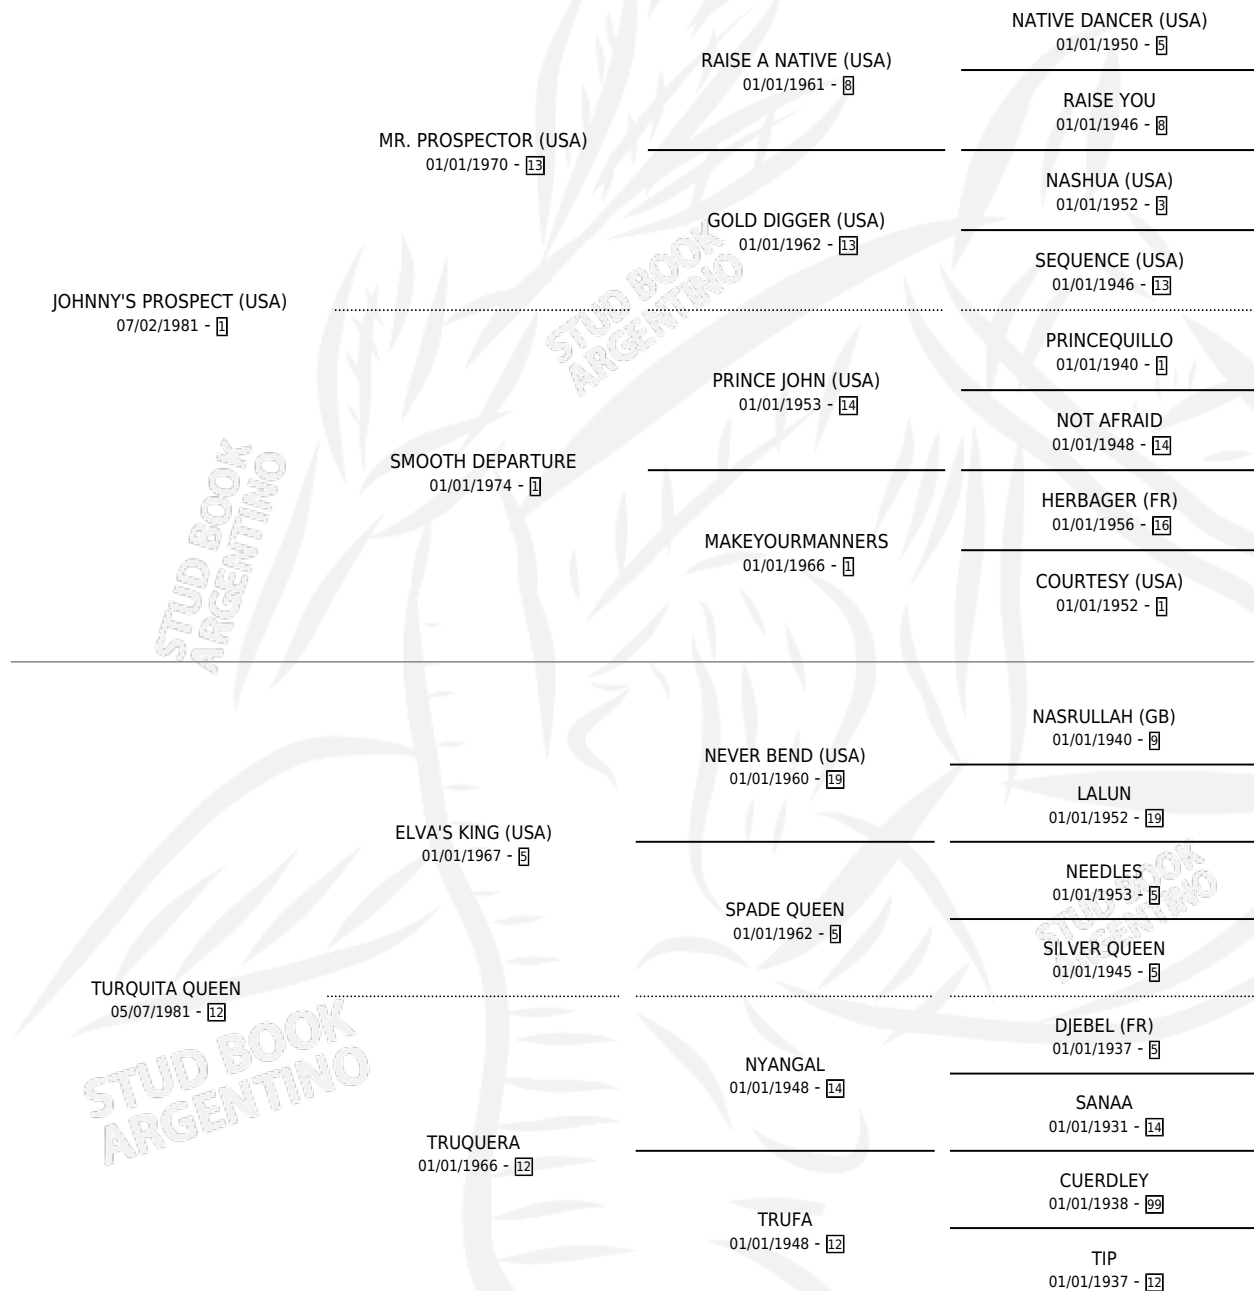 NATIVE DANCER (USA)
01/01/1950 - 5
RAISE A NATIVE (USA)
01/01/1961 - 8
RAISE YOU
01/01/1946 - 8
MR. PROSPECTOR (USA)
01/01/1970 - 13
NASHUA (USA)
01/01/1952 - 3
GOLD DIGGER (USA)
01/01/1962 - 13
SEQUENCE (USA)
01/01/1946 - 13
JOHNNY'S PROSPECT (USA)
07/02/1981 - 1
PRINCEQUILLO
01/01/1940 - 1
PRINCE JOHN (USA)
01/01/1953 - 14
NOT AFRAID
01/01/1948 - 14
SMOOTH DEPARTURE
01/01/1974 - 1
HERBAGER (FR)
01/01/1956 - 16
MAKEYOURMANNERS
01/01/1966 - 1
COURTESY (USA)
01/01/1952 - 1
NASRULLAH (GB)
01/01/1940 - 9
NEVER BEND (USA)
01/01/1960 - 19
LALUN
01/01/1952 - 19
ELVA'S KING (USA)
01/01/1967 - 5
NEEDLES
01/01/1953 - 5
SPADE QUEEN
01/01/1962 - 5
SILVER QUEEN
01/01/1945 - 5
TURQUITA QUEEN
05/07/1981 - 12
DJEBEL (FR)
01/01/1937 - 5
NYANGAL
01/01/1948 - 14
SANAA
01/01/1931 - 14
TRUQUERA
01/01/1966 - 12
CUERDLEY
01/01/1938 - 99
TRUFA
01/01/1948 - 12
TIP
01/01/1937 - 12
STUD BOOK
ARGENTINO
STUD BOOK
ARGENTINO
STUD BOOK
ARGENTINO
STUD BOOK
ARGENTINO